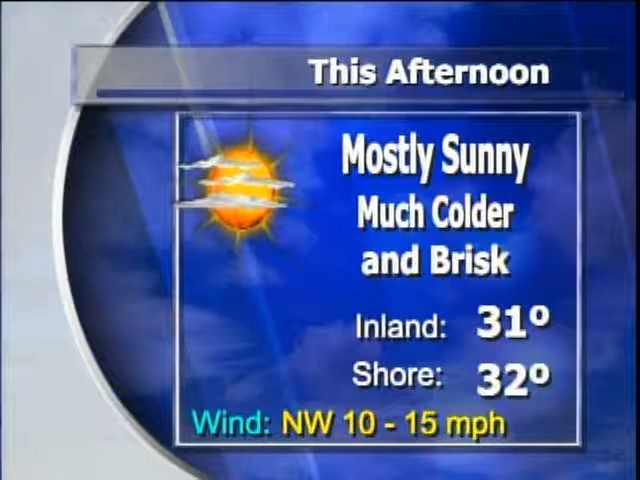 This Afternoon
Mostly Sunny
Much Colder
and Brisk
Inland: 31º
Shore: 32º
Wind: NW 10 - 15 mph